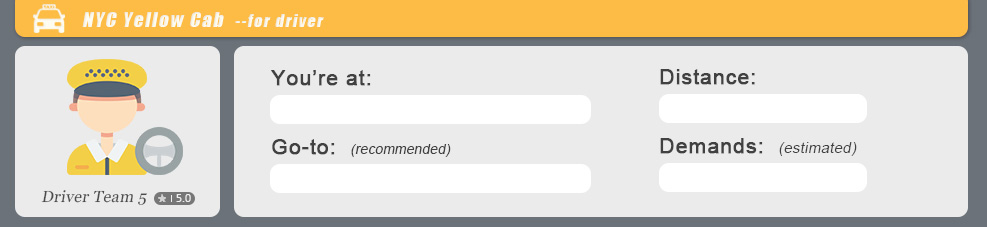 TAXI
NYC Yellow Cab --for driver
You're at:
Distance:
Go-to: (recommended)
Demands: (estimated)
Driver Team 5 ★ | 5.0